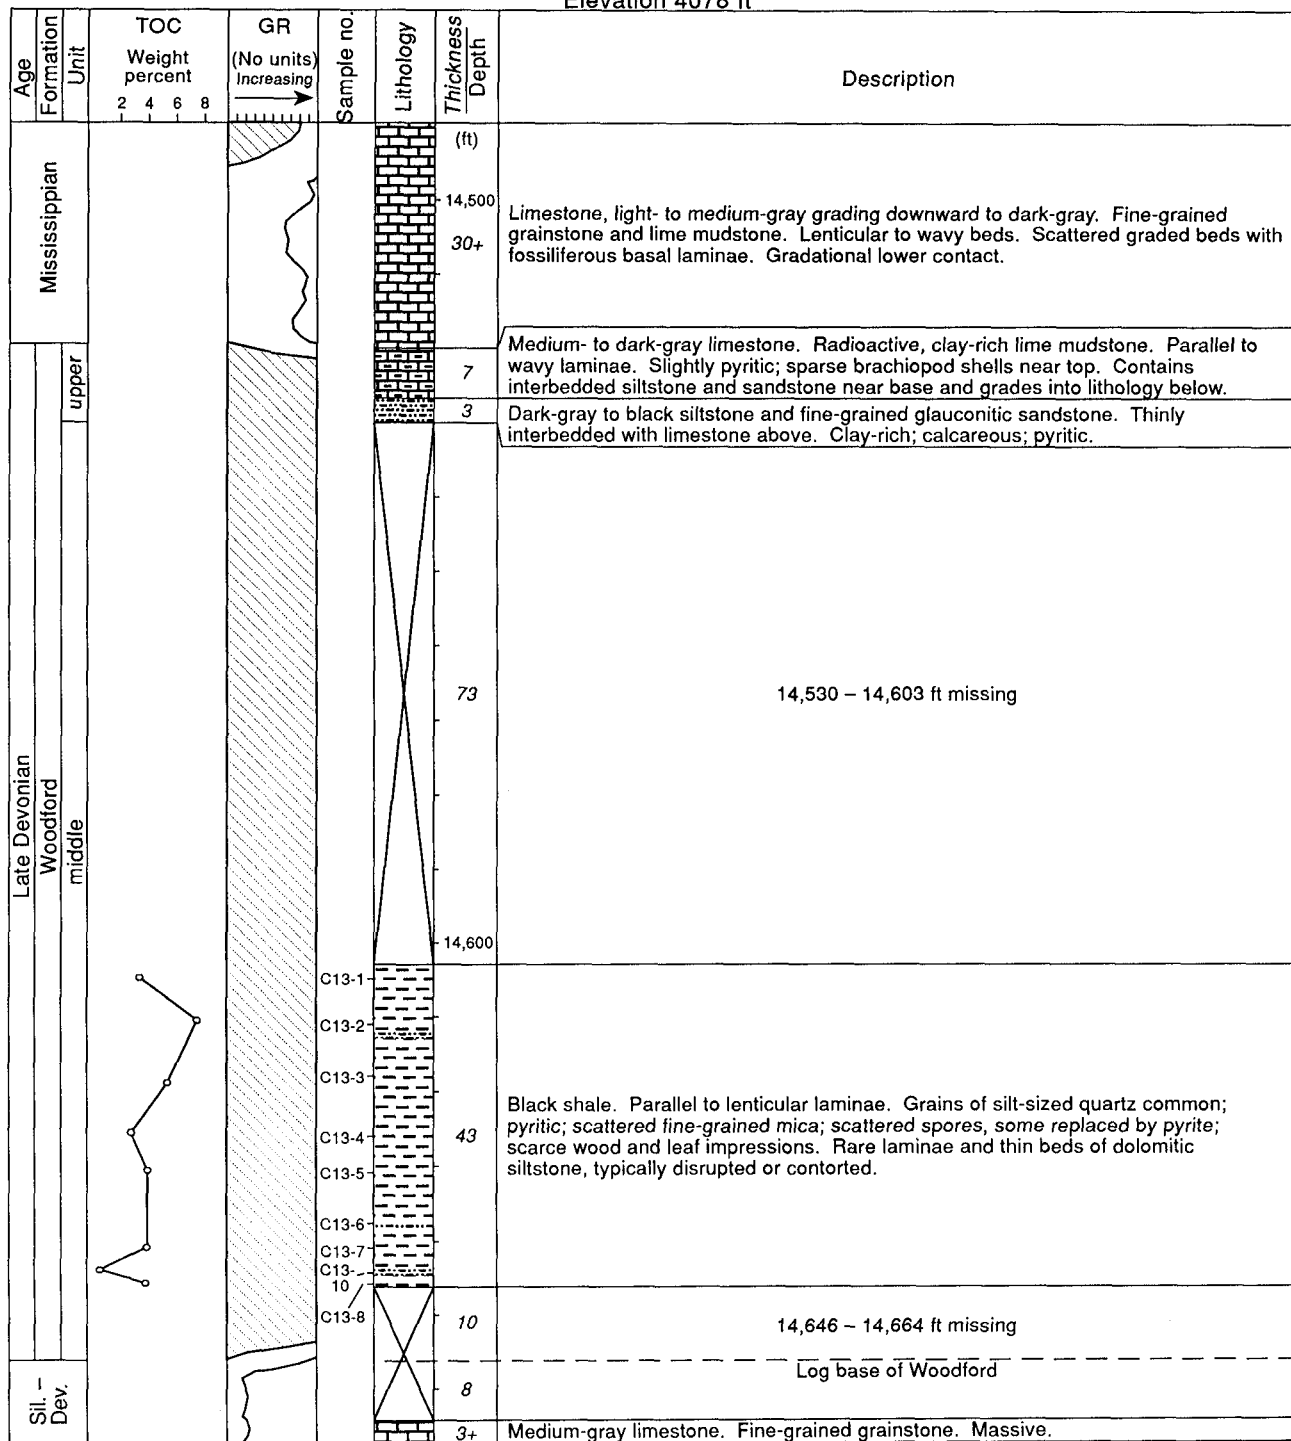 Elevation 4078 ft
Age
Formation
Unit
TOC
Weight
percent
2 4 6 8
GR
(No units)
Increasing
Sample no.
Lithology
Thickness
Depth
Description
(ft)
Mississippian
14,500
30+
Limestone, light- to medium-gray grading downward to dark-gray. Fine-grained
grainstone and lime mudstone. Lenticular to wavy beds. Scattered graded beds with
fossiliferous basal laminae. Gradational lower contact.
upper
7
Medium- to dark-gray limestone. Radioactive, clay-rich lime mudstone. Parallel to
wavy laminae. Slightly pyritic; sparse brachiopod shells near top. Contains
interbedded siltstone and sandstone near base and grades into lithology below.
3
Dark-gray to black siltstone and fine-grained glauconitic sandstone. Thinly
interbedded with limestone above. Clay-rich; calcareous; pyritic.
73
14,530 – 14,603 ft missing
Late Devonian
Woodford
middle
14,600
C13-1
C13-2
C13-3
C13-4
C13-5
C13-6
C13-7
C13-
10
C13-8
43
Black shale. Parallel to lenticular laminae. Grains of silt-sized quartz common;
pyritic; scattered fine-grained mica; scattered spores, some replaced by pyrite;
scarce wood and leaf impressions. Rare laminae and thin beds of dolomitic
siltstone, typically disrupted or contorted.
10
14,646 – 14,664 ft missing
Log base of Woodford
Sil. –
Dev.
8
3+
Medium-gray limestone. Fine-grained grainstone. Massive.